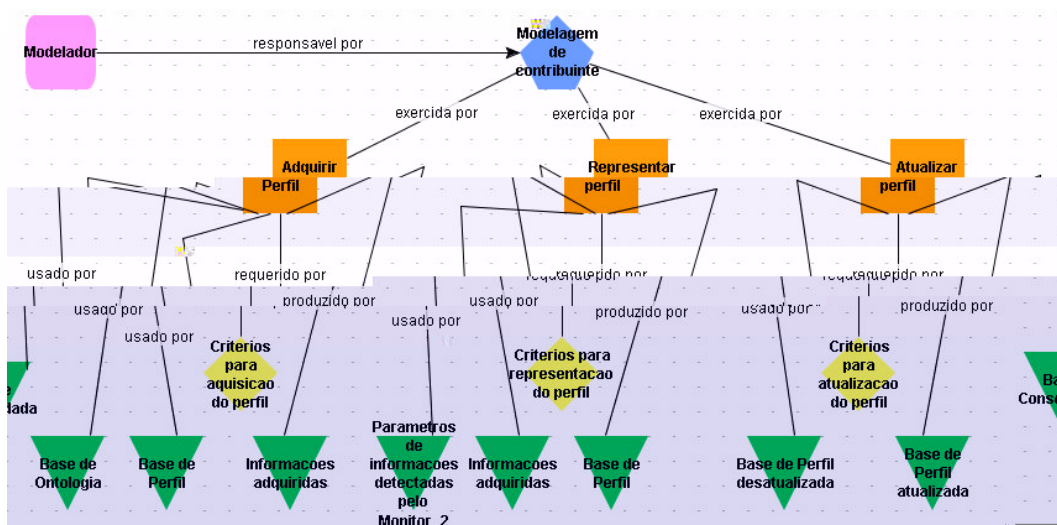 Modelador
responsavel por
Modelagem
de
contribuinte
exercida por
exercida por
exercida por
Adquirir
Perfil
Representar
perfil
Atualizar
perfil
usado por
requerido por
requerido por
requerido por
usado por
usado por
produzido por
usado por
usado por
produzido por
usado por
produzido por
Criterios
para
aquisicao
do perfil
Criterios para
representacao
do perfil
Criterios
para
atualizacao
do perfil
dada
Ba
Conso
Base de
Ontologia
Base de
Perfil
Informacoes
adquiridas
Parametros
de
informacoes
detectadas
pelo
Monitor_2
Informacoes
adquiridas
Base de
Perfil
Base de Perfil
desatualizada
Base de
Perfil
atualizada